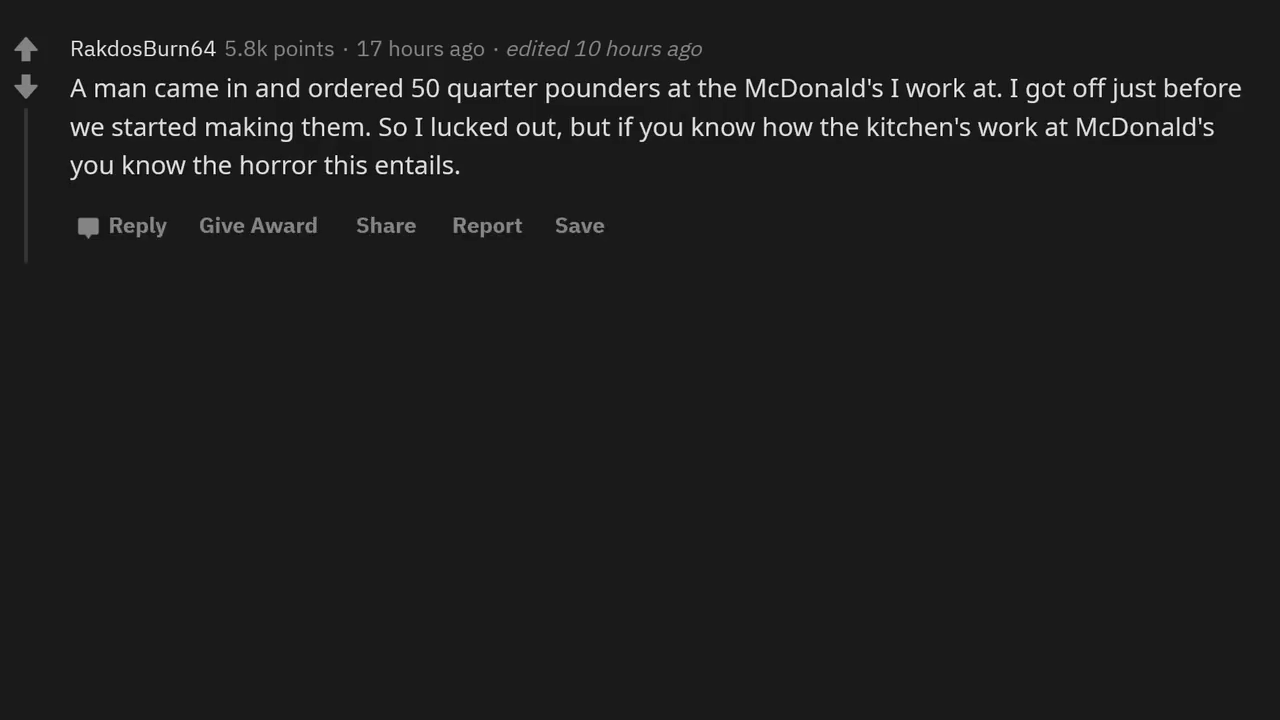 RakdosBurn64 5.8k points · 17 hours ago · edited 10 hours ago
A man came in and ordered 50 quarter pounders at the McDonald's I work at. I got off just before
we started making them. So I lucked out, but if you know how the kitchen's work at McDonald's
you know the horror this entails.
Reply Give Award Share Report Save